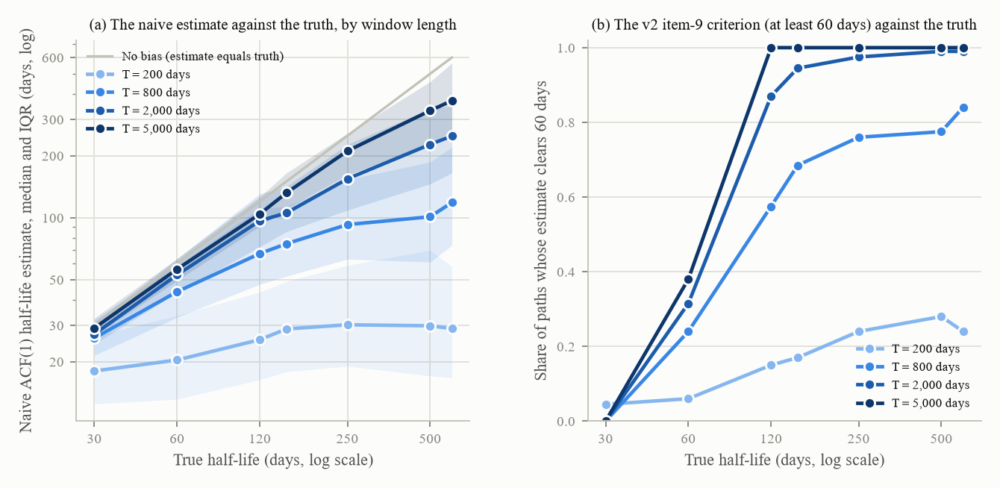 (a) The naive estimate against the truth, by window length
Naive ACF(1) half-life estimate, median and IQR (days, log)
600
300
200
100
50
30
20
No bias (estimate equals truth)
T = 200 days
T = 800 days
T = 2,000 days
T = 5,000 days
30
60
120
250
500
True half-life (days, log scale)
(b) The v2 item-9 criterion (at least 60 days) against the truth
Share of paths whose estimate clears 60 days
1.0
0.8
0.6
0.4
0.2
0.0
T = 200 days
T = 800 days
T = 2,000 days
T = 5,000 days
30
60
120
250
500
True half-life (days, log scale)